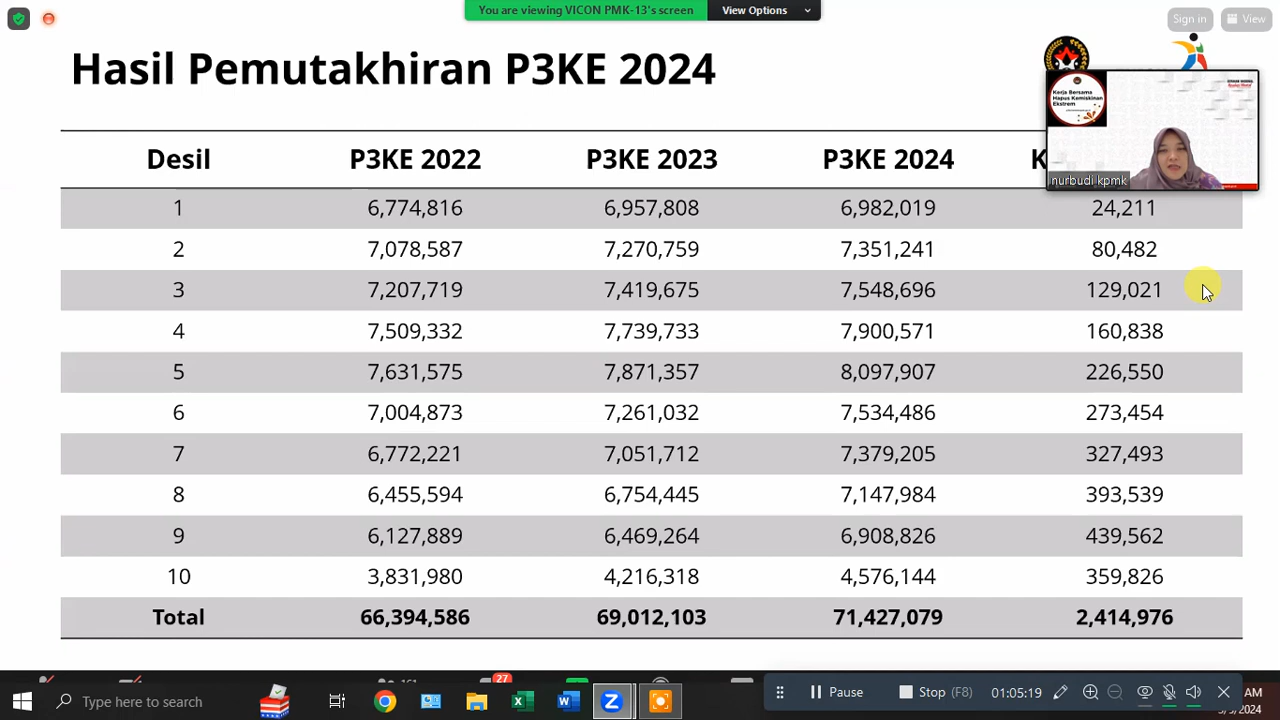 You are viewing VICON PMK-13's screen View Options
Sign in View
Hasil Pemutakhiran P3KE 2024
Kerja Bersama
Hapus Kemiskinan
Ekstrem
nurbudi kpmk
Desil P3KE 2022 P3KE 2023 P3KE 2024 K
1 6,774,816 6,957,808 6,982,019 24,211
2 7,078,587 7,270,759 7,351,241 80,482
3 7,207,719 7,419,675 7,548,696 129,021
4 7,509,332 7,739,733 7,900,571 160,838
5 7,631,575 7,871,357 8,097,907 226,550
6 7,004,873 7,261,032 7,534,486 273,454
7 6,772,221 7,051,712 7,379,205 327,493
8 6,455,594 6,754,445 7,147,984 393,539
9 6,127,889 6,469,264 6,908,826 439,562
10 3,831,980 4,216,318 4,576,144 359,826
Total 66,394,586 69,012,103 71,427,079 2,414,976
27
Type here to search
Pause Stop (F8) 01:05:19
AM